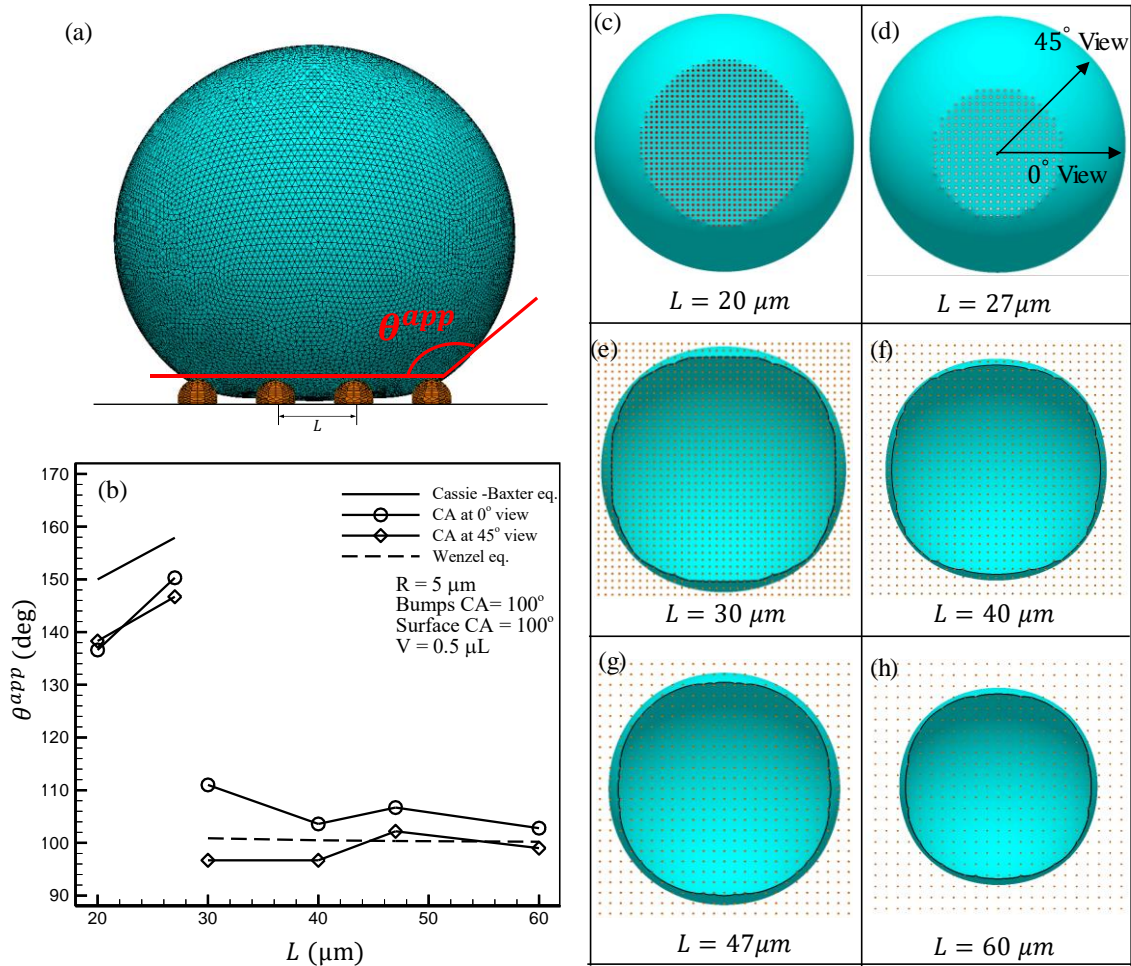 (a)
θ^app
L
(b)
170
160
150
140
130
120
110
100
90
θ^app (deg)
Cassie -Baxter eq.
CA at 0° view
CA at 45° view
Wenzel eq.
R = 5 μm
Bumps CA= 100°
Surface CA = 100°
V = 0.5 μL
20
30
40
50
60
L (μm)
(c)
L = 20 μm
(d)
45° View
0° View
L = 27μm
(e)
L = 30 μm
(f)
L = 40 μm
(g)
L = 47μm
(h)
L = 60 μm